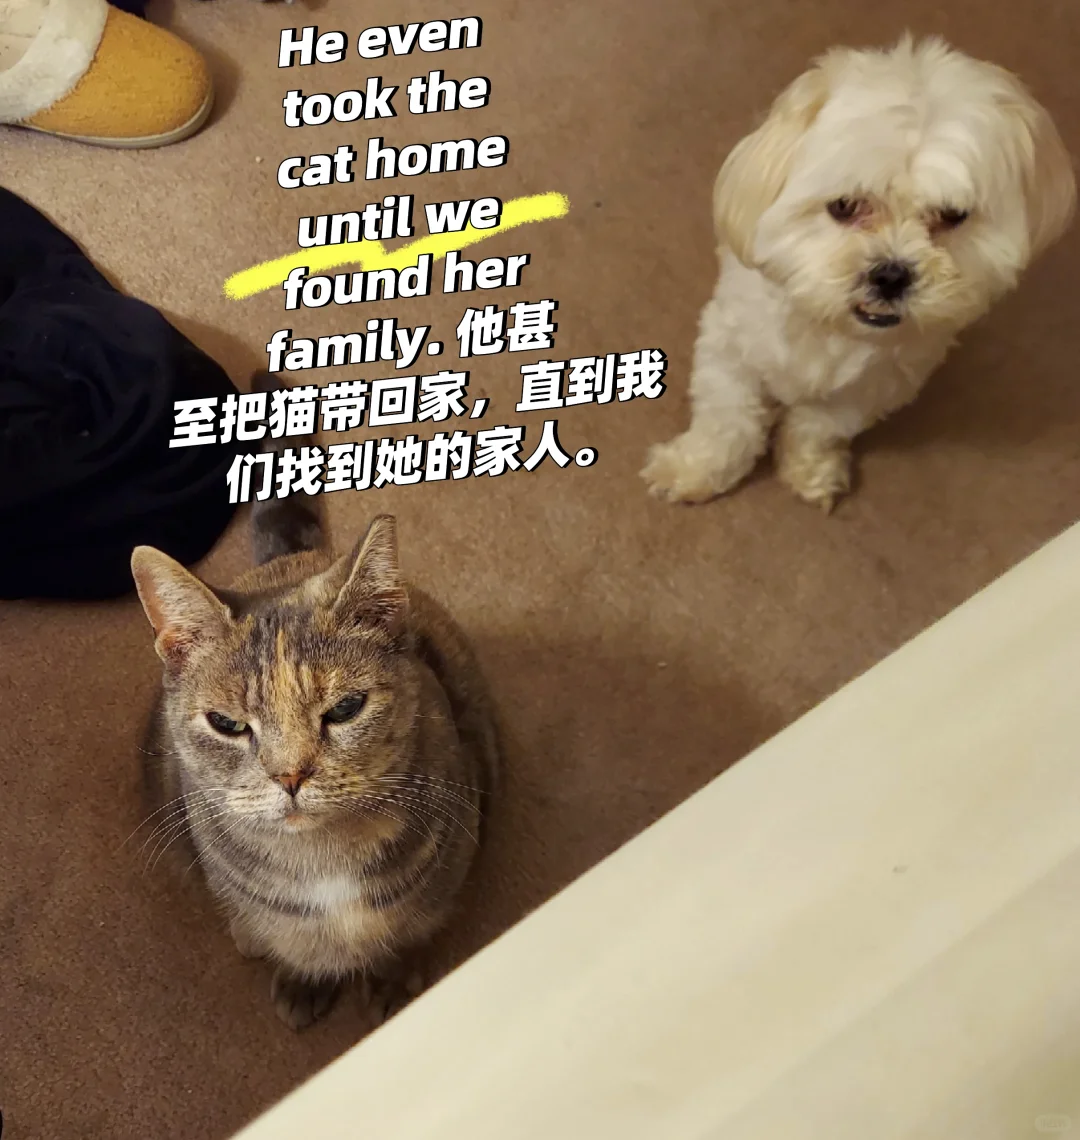 He even
took the
cat home
until we
found her
family. 他甚
至把猫带回家，直到我
们找到她的家人。